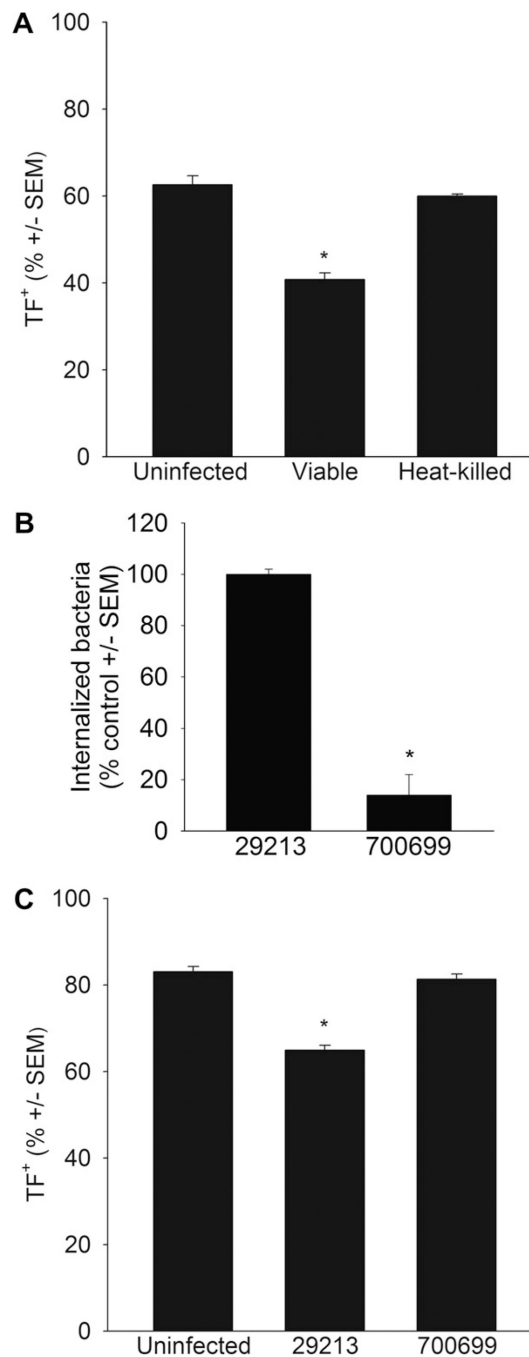 A
100
80
60
40
20
0
TF+ (% +/- SEM)
*
Uninfected Viable Heat-killed
B
120
100
80
60
40
20
0
Internalized bacteria
(% control +/- SEM)
*
29213 700699
C
100
80
60
40
20
0
TF+ (% +/- SEM)
*
Uninfected 29213 700699